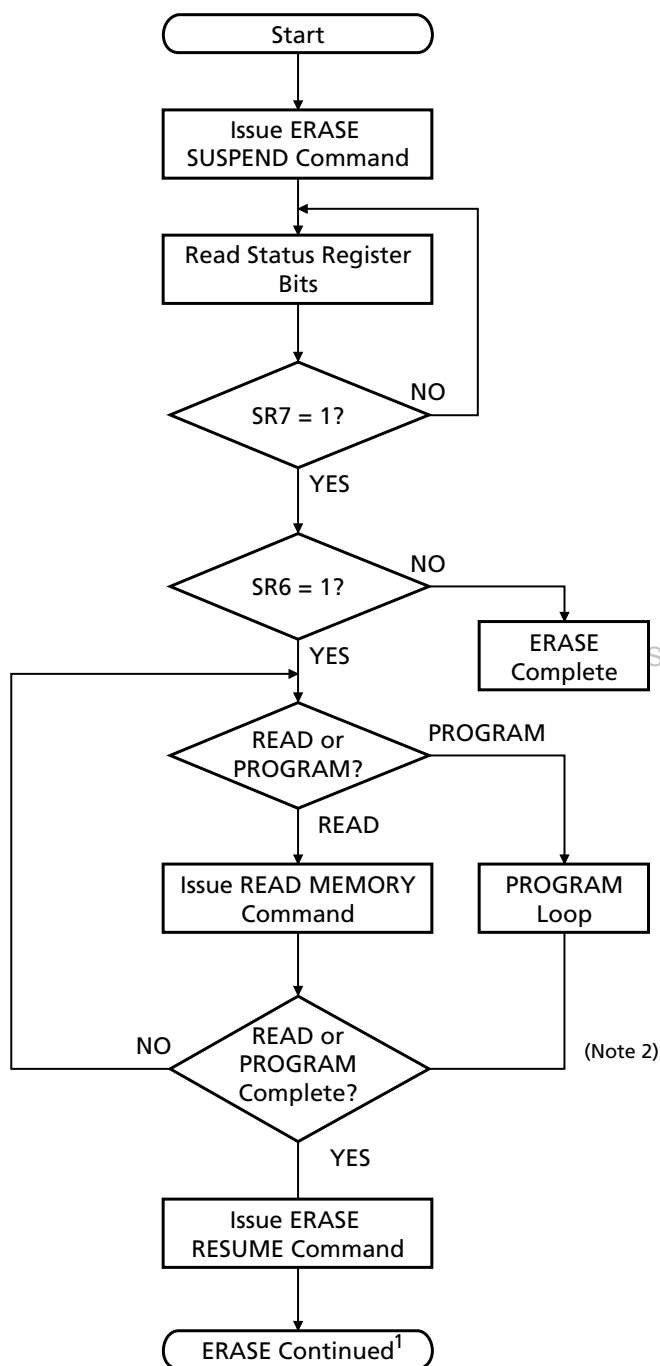 Start
Issue ERASE
SUSPEND Command
Read Status Register
Bits
NO
SR7 = 1?
YES
NO
SR6 = 1?
YES
ERASE
Complete
READ or
PROGRAM?
PROGRAM
READ
Issue READ MEMORY
Command
PROGRAM
Loop
NO
READ or
PROGRAM
Complete?
(Note 2)
YES
Issue ERASE
RESUME Command
ERASE Continued1